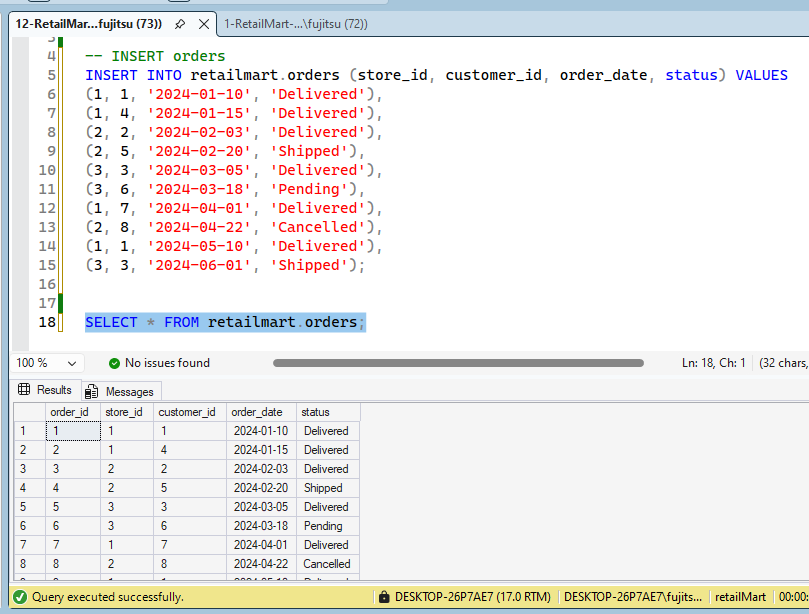 12-RetailMar...fujitsu (73))
1-RetailMart-...\fujitsu (72))
4 -- INSERT orders
5 INSERT INTO retailmart.orders (store_id, customer_id, order_date, status) VALUES
6 (1, 1, '2024-01-10', 'Delivered'),
7 (1, 4, '2024-01-15', 'Delivered'),
8 (2, 2, '2024-02-03', 'Delivered'),
9 (2, 5, '2024-02-20', 'Shipped'),
10 (3, 3, '2024-03-05', 'Delivered'),
11 (3, 6, '2024-03-18', 'Pending'),
12 (1, 7, '2024-04-01', 'Delivered'),
13 (2, 8, '2024-04-22', 'Cancelled'),
14 (1, 1, '2024-05-10', 'Delivered'),
15 (3, 3, '2024-06-01', 'Shipped');
16
17
18 SELECT * FROM retailmart.orders;
100 % No issues found Ln: 18, Ch: 1 (32 chars,
Results Messages
order_id store_id customer_id order_date status
1 1 1 1 2024-01-10 Delivered
2 2 1 4 2024-01-15 Delivered
3 3 2 2 2024-02-03 Delivered
4 4 2 5 2024-02-20 Shipped
5 5 3 3 2024-03-05 Delivered
6 6 3 6 2024-03-18 Pending
7 7 1 7 2024-04-01 Delivered
8 8 2 8 2024-04-22 Cancelled
Query executed successfully. DESKTOP-26P7AE7 (17.0 RTM) DESKTOP-26P7AE7\fujits... retailMart 00:00: